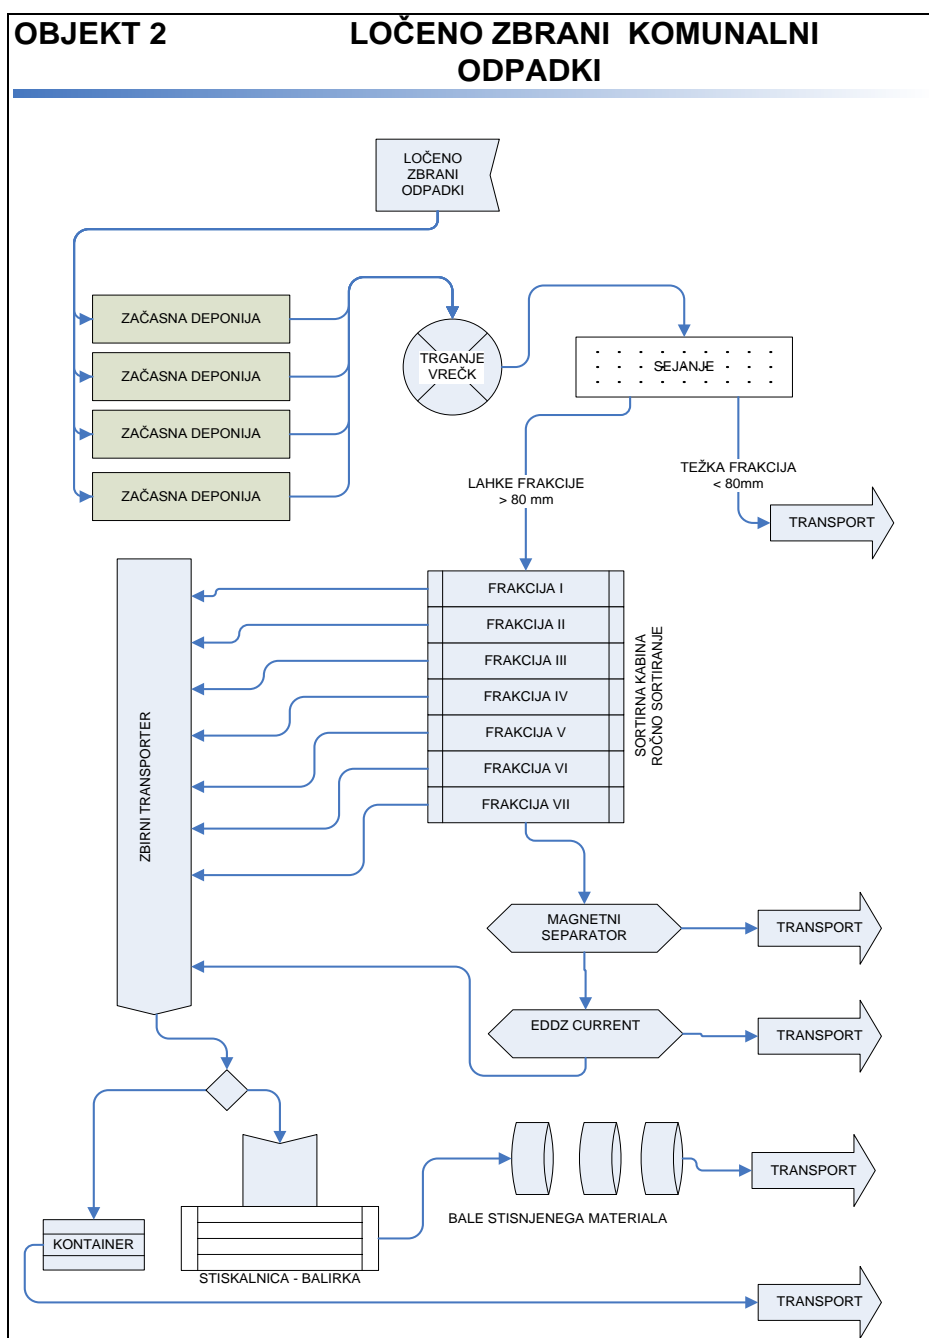 OBJEKT 2
LOČENO ZBRANI KOMUNALNI
ODPADKI
LOČENO
ZBRANI
ODPADKI
ZAČASNA DEPONIJA
ZAČASNA DEPONIJA
ZAČASNA DEPONIJA
ZAČASNA DEPONIJA
TRGANJE
VREČK
SEJANJE
LAHKE FRAKCIJE
> 80 mm
TEŽKA FRAKCIJA
< 80mm
TRANSPORT
FRAKCIJA I
FRAKCIJA II
FRAKCIJA III
FRAKCIJA IV
FRAKCIJA V
FRAKCIJA VI
FRAKCIJA VII
SORTIRNA KABINA
ROČNO SORTIRANJE
ZBIRNI TRANSPORTER
MAGNETNI
SEPARATOR
TRANSPORT
EDDZ CURRENT
TRANSPORT
BALE STISNJENEGA MATERIALA
TRANSPORT
KONTAINER
STISKALNICA - BALIRKA
TRANSPORT